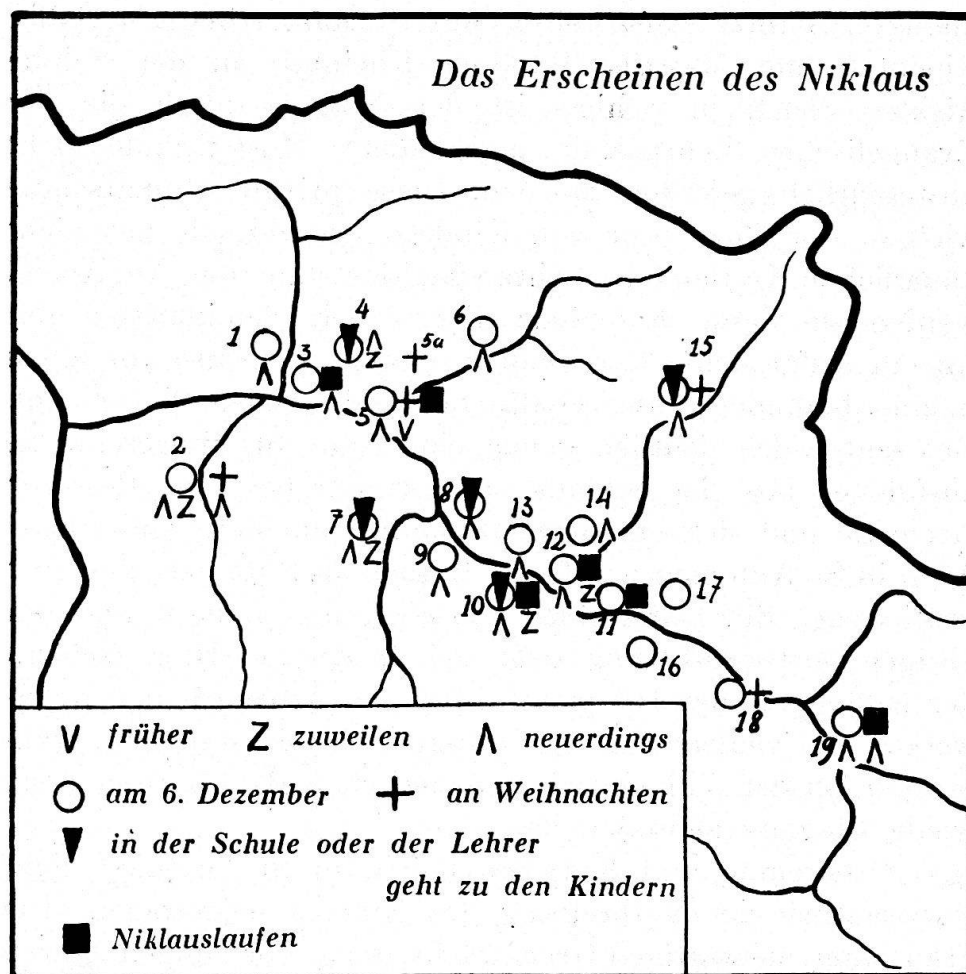 Das Erscheinen des Niklaus
1
3
4
Λ
Z
5a
6
Λ
15
Λ
Λ
5
Λ V
Λ
2
Λ Z Λ
7
Λ Z
8
Λ
9
Λ
13
Λ
14
Λ
12
Λ Z
10
Λ Z
11
17
16
18
19
Λ Λ
V früher Z zuweilen Λ neuerdings
am 6. Dezember + an Weihnachten
in der Schule oder der Lehrer
geht zu den Kindern
Niklauslaufen